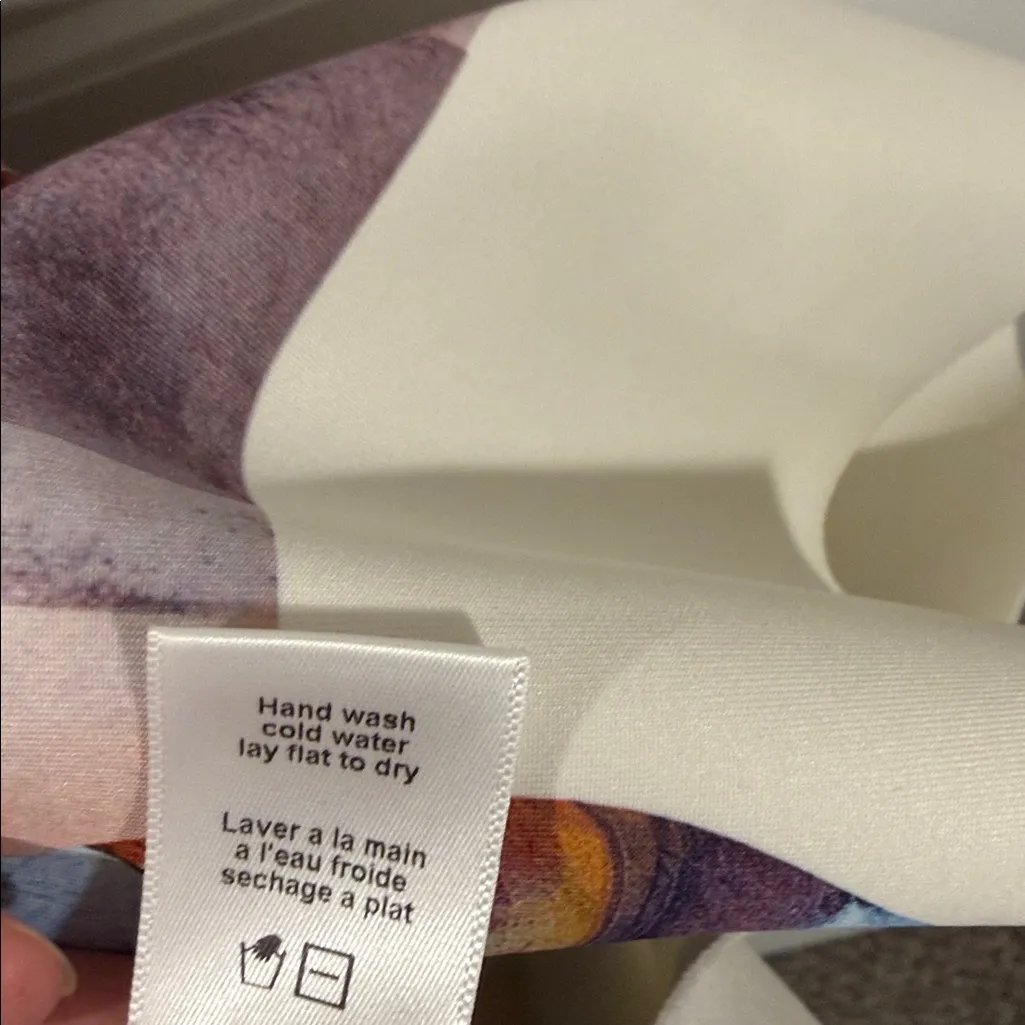 Hand wash
cold water
lay flat to dry
Laver a la main
a l'eau froide
sechage a plat